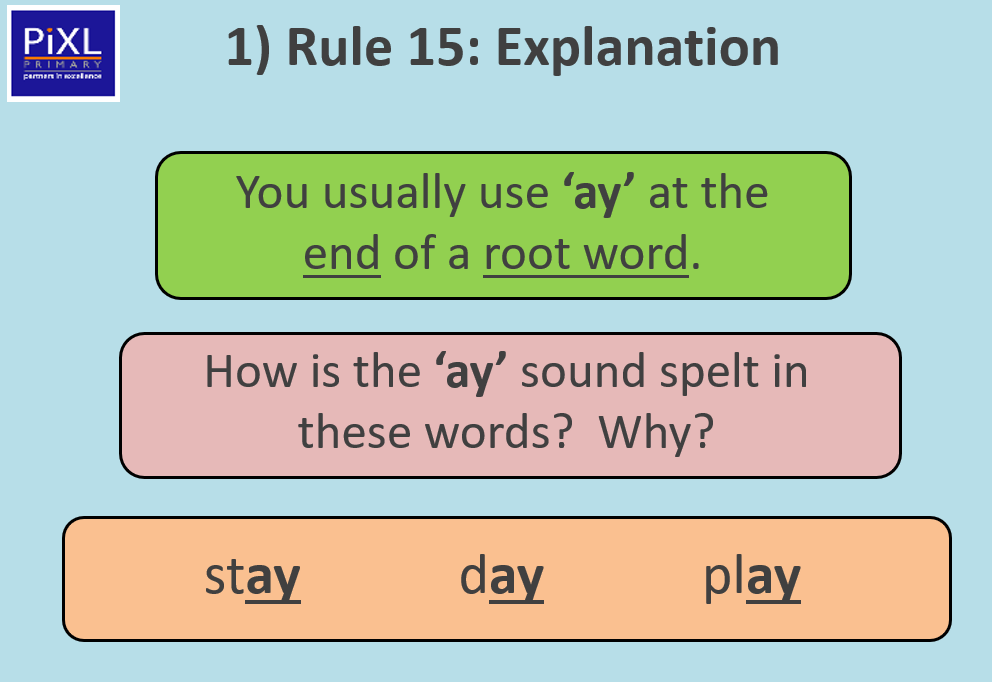 PiXL
PRIMARY
partners in excellence
1) Rule 15: Explanation
You usually use ‘ay’ at the
end of a root word.
How is the ‘ay’ sound spelt in
these words?  Why?
stay day play